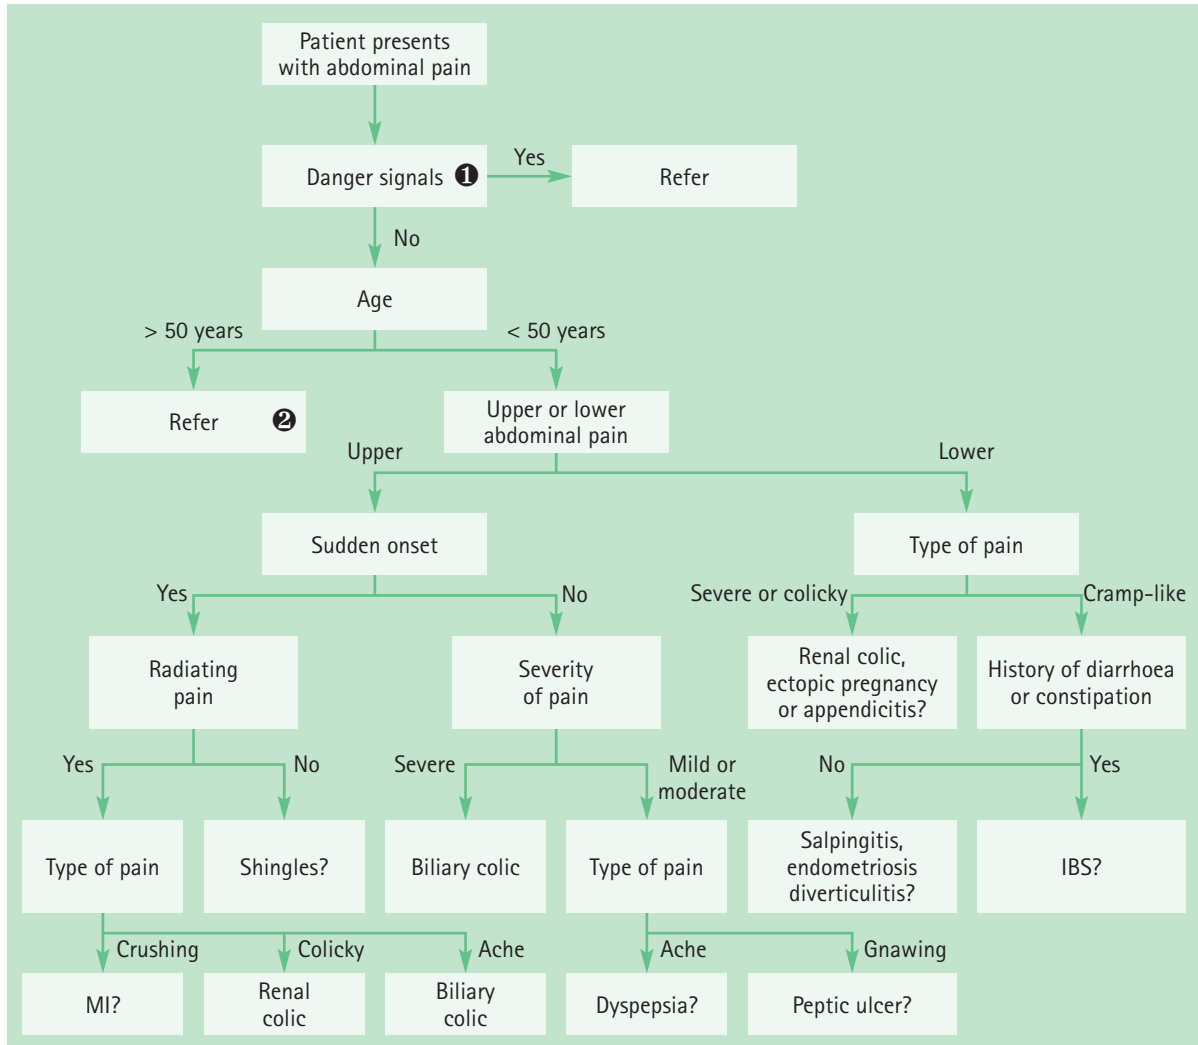 Patient presents
with abdominal pain
Danger signals ❶
Yes
Refer
No
Age
> 50 years
< 50 years
Refer ❷
Upper or lower
abdominal pain
Upper
Lower
Sudden onset
Type of pain
Yes
No
Severe or colicky
Cramp-like
Radiating
pain
Severity
of pain
Renal colic,
ectopic pregnancy
or appendicitis?
History of diarrhoea
or constipation
Yes
No
Severe
Mild or
moderate
No
Yes
Type of pain
Shingles?
Biliary colic
Type of pain
Salpingitis,
endometriosis
diverticulitis?
IBS?
Crushing
Colicky
Ache
Ache
Gnawing
MI?
Renal
colic
Biliary
colic
Dyspepsia?
Peptic ulcer?